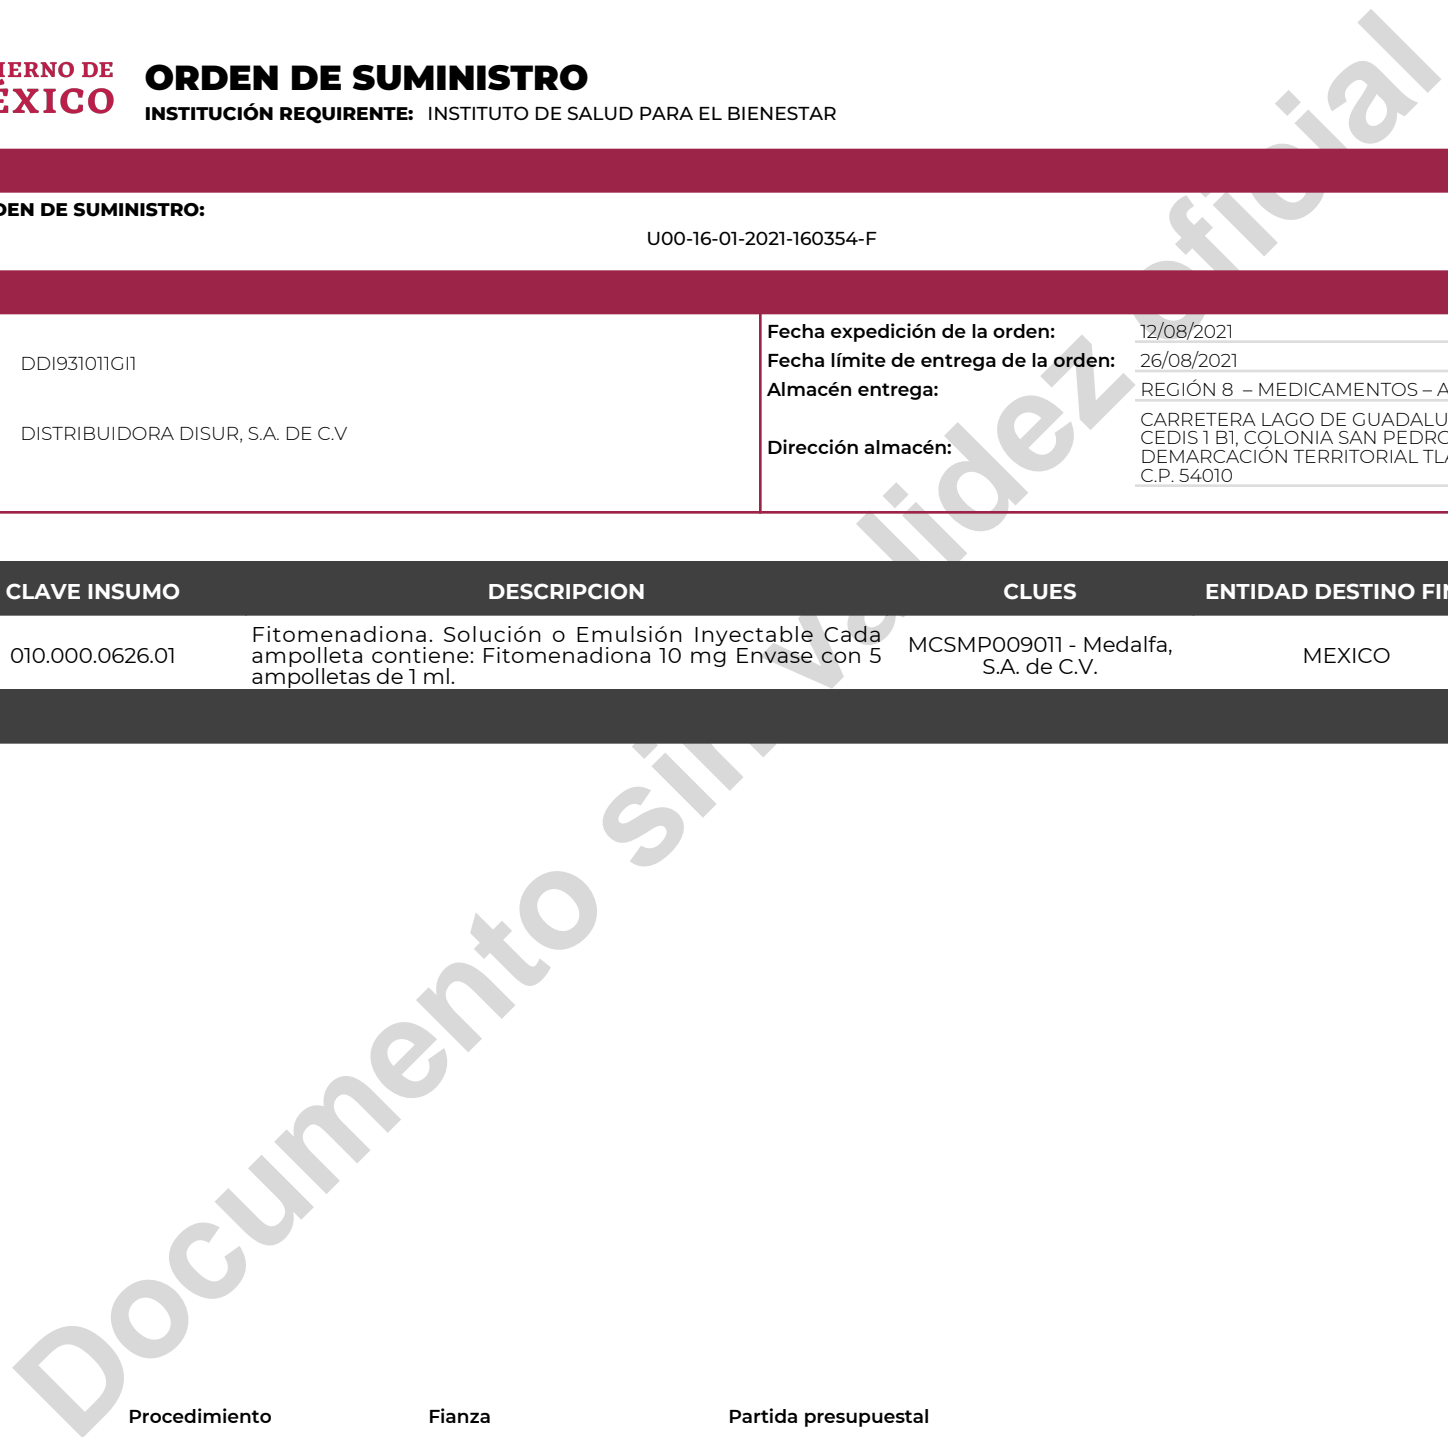 IERNO DE
ÉXICO
ORDEN DE SUMINISTRO
INSTITUCIÓN REQUIRENTE: INSTITUTO DE SALUD PARA EL BIENESTAR
DEN DE SUMINISTRO:
U00-16-01-2021-160354-F
DDI931011GI1
DISTRIBUIDORA DISUR, S.A. DE C.V
Fecha expedición de la orden: 12/08/2021
Fecha límite de entrega de la orden: 26/08/2021
Almacén entrega: REGIÓN 8 – MEDICAMENTOS – A
Dirección almacén:
CARRETERA LAGO DE GUADALU
CEDIS 1 B1, COLONIA SAN PEDRO
DEMARCACIÓN TERRITORIAL TLA
C.P. 54010
CLAVE INSUMO DESCRIPCION CLUES ENTIDAD DESTINO FIN
010.000.0626.01
Fitomenadiona. Solución o Emulsión Inyectable Cada
ampolleta contiene: Fitomenadiona 10 mg Envase con 5
ampolletas de 1 ml.
MCSMP009011 - Medalfa,
S.A. de C.V.
MEXICO
Documento sin validez oficial
Procedimiento Fianza Partida presupuestal